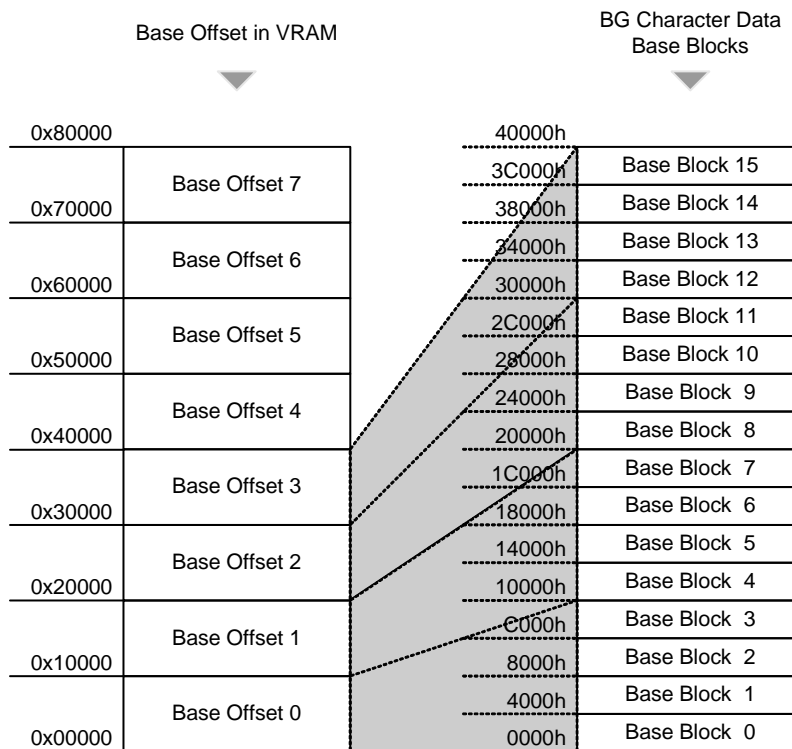 Base Offset in VRAM
BG Character Data
Base Blocks
0x80000
Base Offset 7
0x70000
Base Offset 6
0x60000
Base Offset 5
0x50000
Base Offset 4
0x40000
Base Offset 3
0x30000
Base Offset 2
0x20000
Base Offset 1
0x10000
Base Offset 0
0x00000
40000h
Base Block 15
3C000h
Base Block 14
38000h
Base Block 13
34000h
Base Block 12
30000h
Base Block 11
2C000h
Base Block 10
28000h
Base Block 9
24000h
Base Block 8
20000h
Base Block 7
1C000h
Base Block 6
18000h
Base Block 5
14000h
Base Block 4
10000h
Base Block 3
C000h
Base Block 2
8000h
Base Block 1
4000h
Base Block 0
0000h